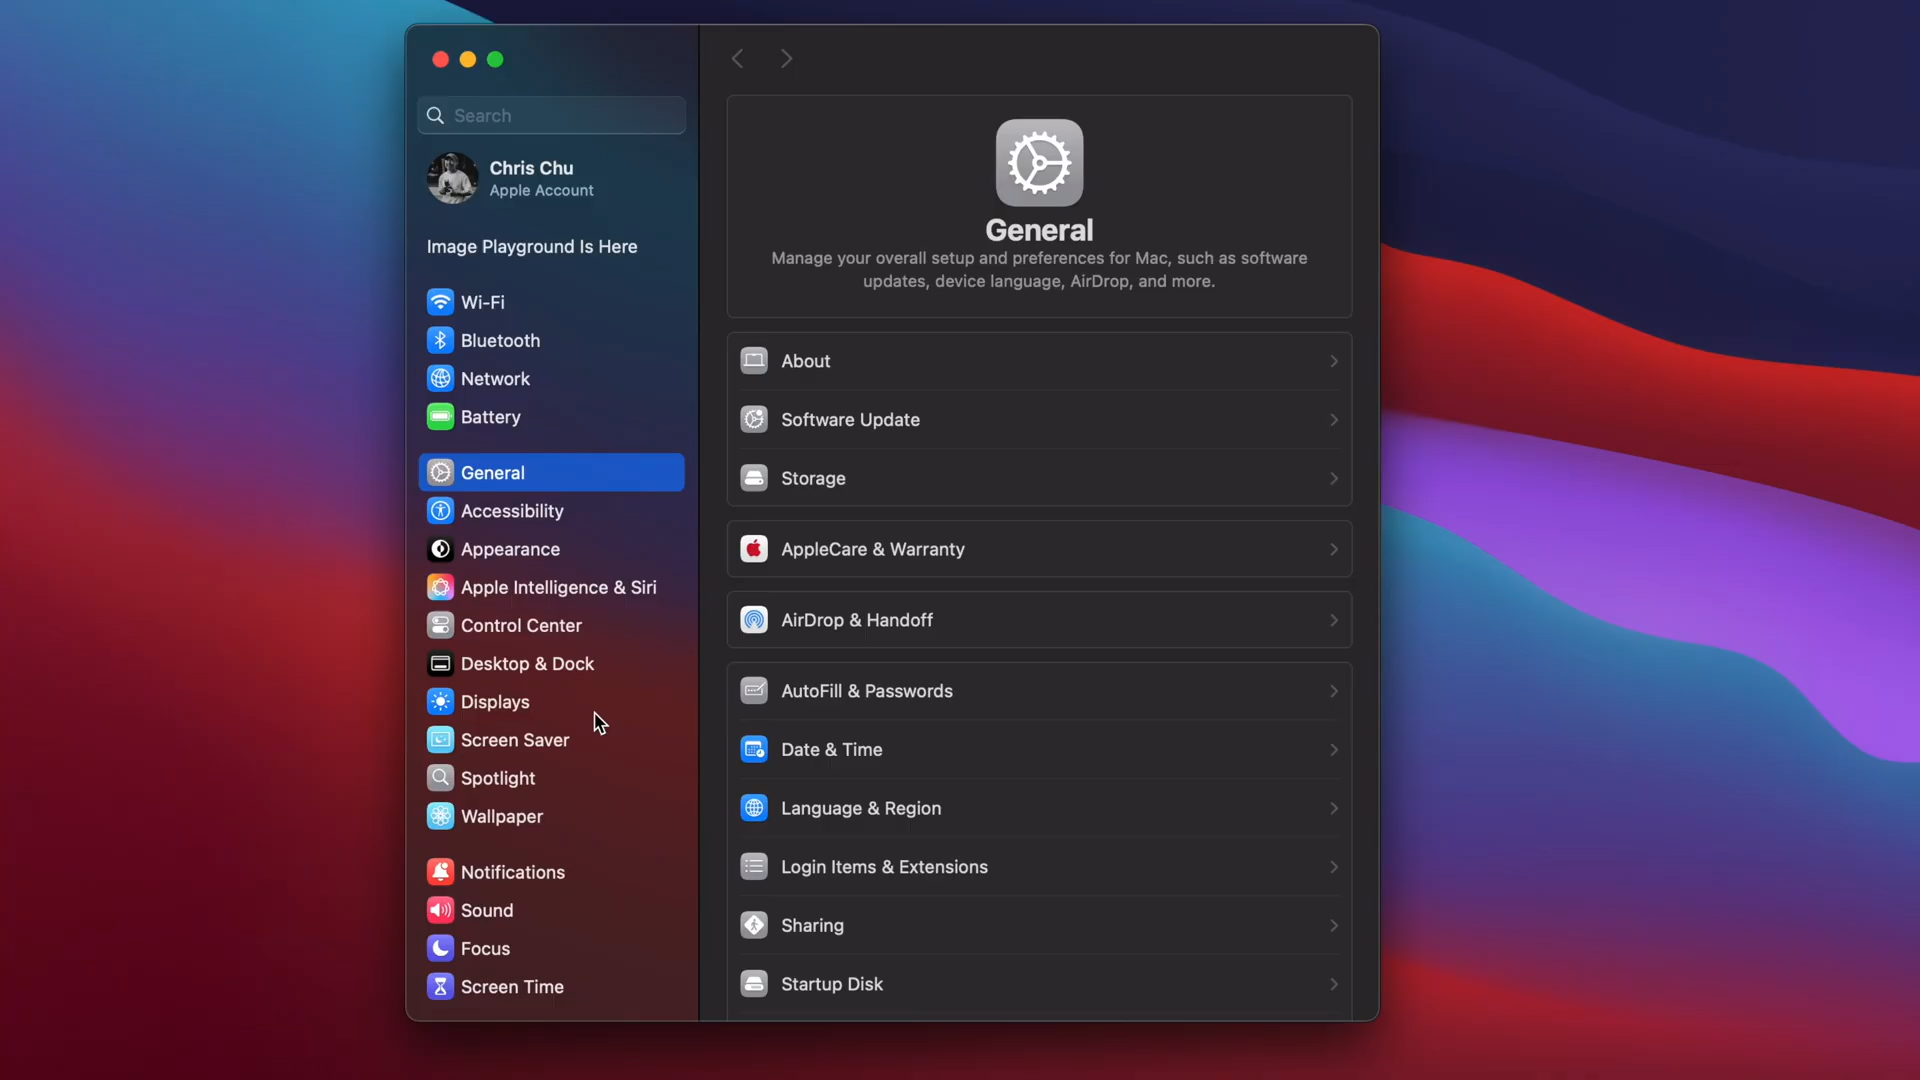 Search
Chris Chu
Apple Account
Image Playground Is Here
Wi-Fi
Bluetooth
Network
Battery
General
Accessibility
Appearance
Apple Intelligence & Siri
Control Center
Desktop & Dock
Displays
Screen Saver
Spotlight
Wallpaper
Notifications
Sound
Focus
Screen Time
General
Manage your overall setup and preferences for Mac, such as software
updates, device language, AirDrop, and more.
About
Software Update
Storage
AppleCare & Warranty
AirDrop & Handoff
AutoFill & Passwords
Date & Time
Language & Region
Login Items & Extensions
Sharing
Startup Disk